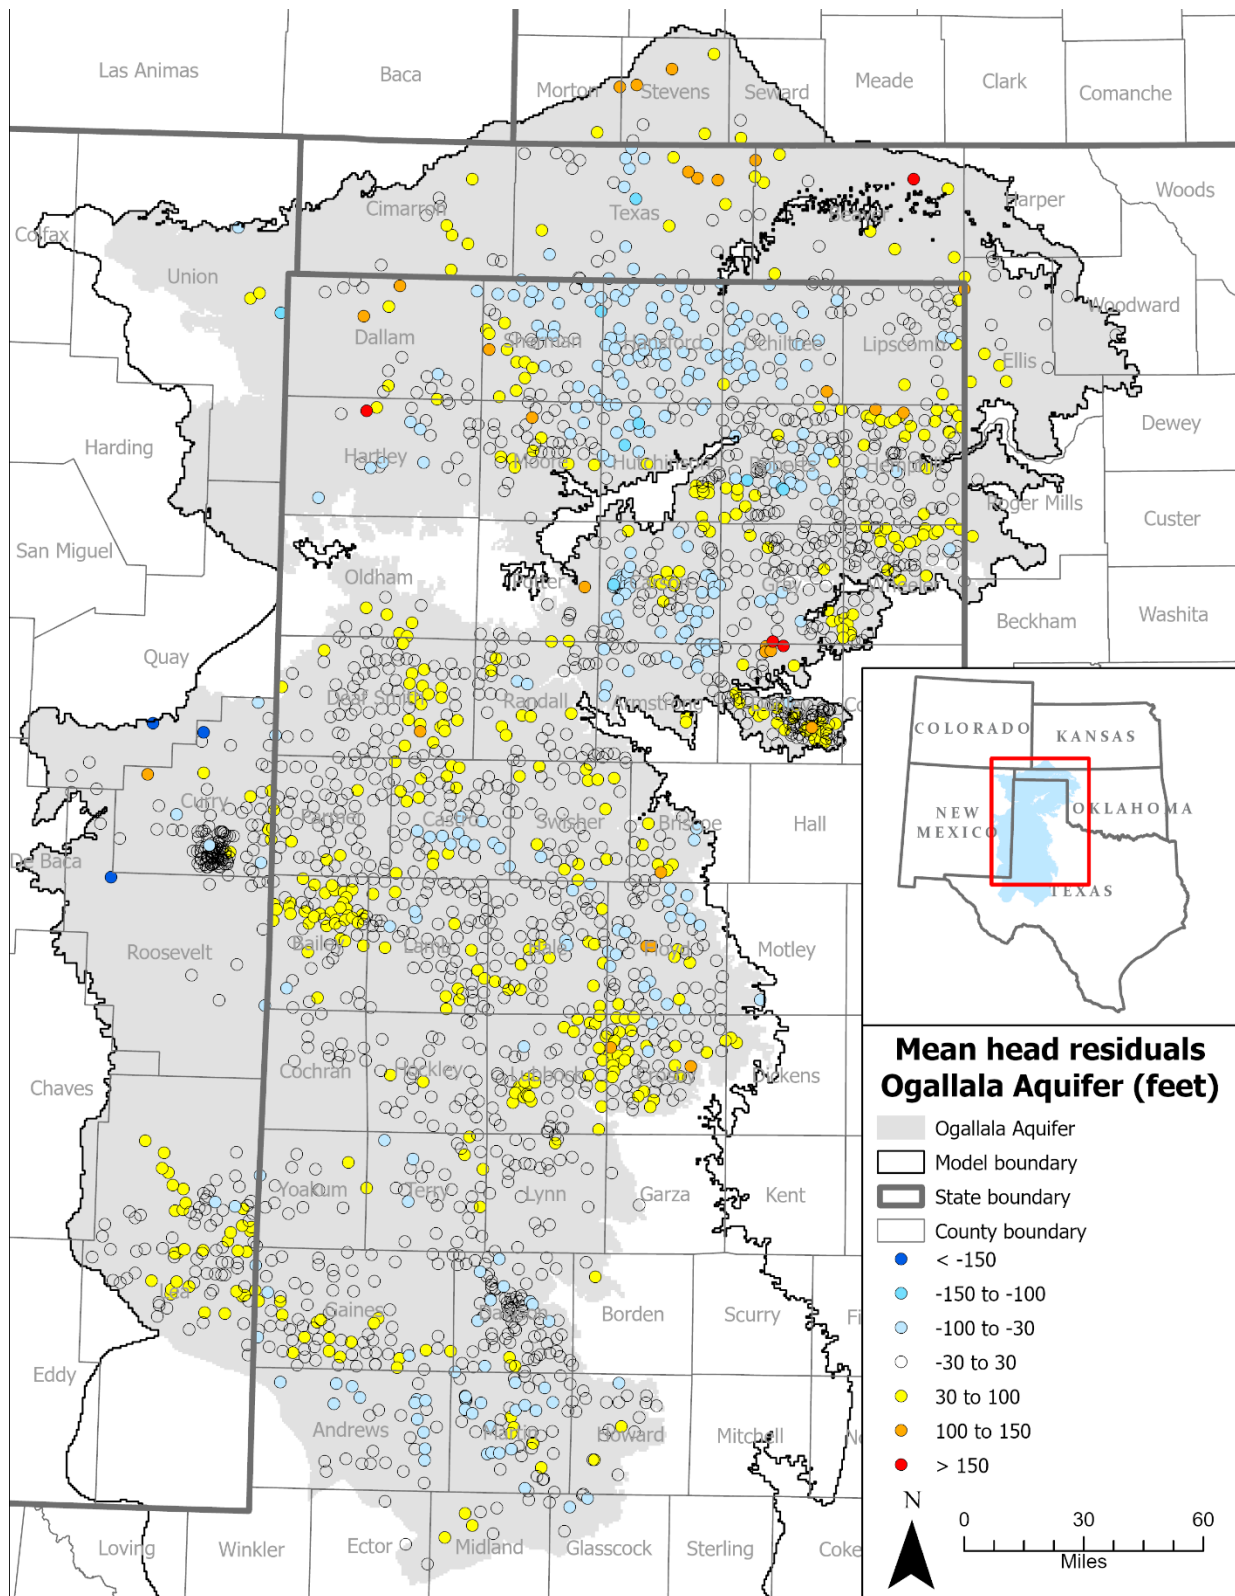 Las Animas
Baca
Morton
Stevens
Seward
Meade
Clark
Comanche
Colfax
Union
Cimarron
Texas
Beaver
Harper
Woods
Woodward
Ellis
Dewey
Dallam
Sherman
Hansford
Ochiltree
Lipscomb
Harding
Hartley
Moore
Hutchinson
Roberts
Hemphill
Roger Mills
Custer
San Miguel
Oldham
Potter
Carson
Gray
Wheeler
Beckham
Washita
Quay
Deaf Smith
Randall
Armstrong
Donley
Co
Curry
Parmer
Castro
Swisher
Briscoe
Hall
De Baca
Roosevelt
Bailey
Lamb
Hale
Floyd
Motley
Chaves
Cochran
Hockley
Lubbock
Crosby
Dickens
Yoakum
Terry
Lynn
Garza
Kent
Lea
Gaines
Dawson
Borden
Scurry
Fi
Eddy
Andrews
Martin
Howard
Mitchell
No
Loving
Winkler
Ector
Midland
Glasscock
Sterling
Coke
COLORADO
KANSAS
NEW
MEXICO
OKLAHOMA
TEXAS
Mean head residuals
Ogallala Aquifer (feet)
Ogallala Aquifer
Model boundary
State boundary
County boundary
< -150
-150 to -100
-100 to -30
-30 to 30
30 to 100
100 to 150
> 150
N
0 30 60
Miles